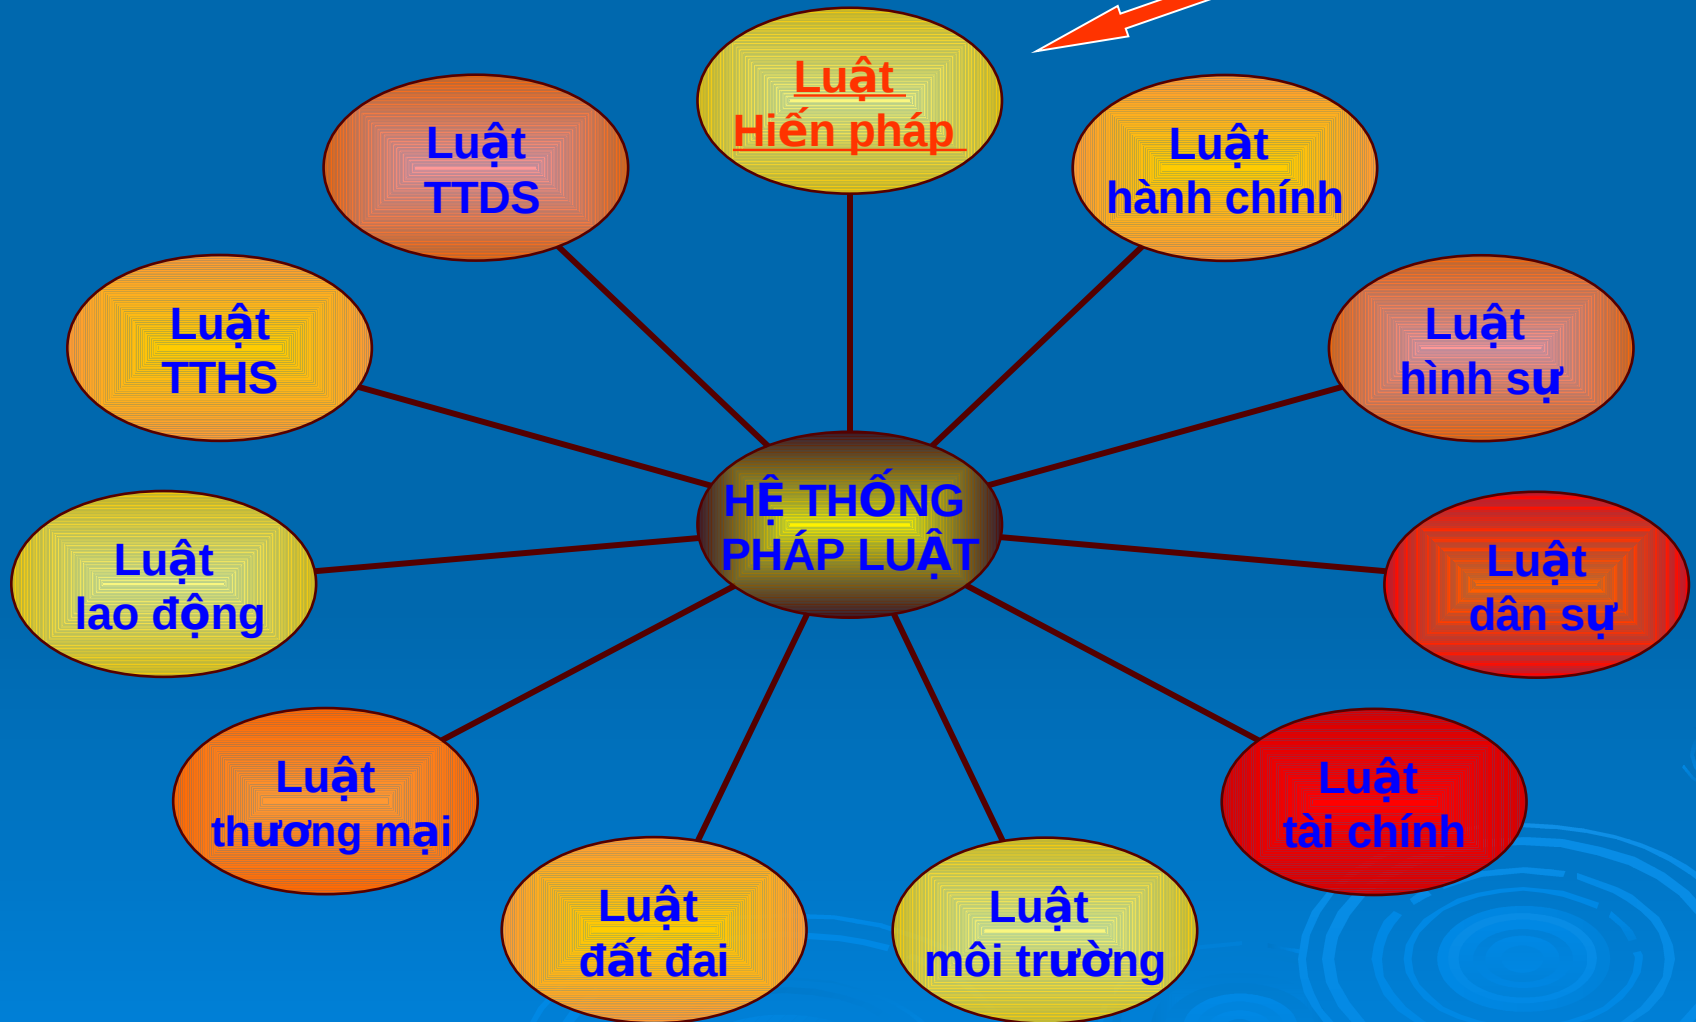 Luật
Hiến pháp
Luật
hành chính
Luật
hình sự
Luật
dân sự
Luật
tài chính
Luật
môi trường
Luật
đất đai
Luật
thương mại
Luật
lao động
Luật
TTHS
Luật
TTDS
HỆ THỐNG
PHÁP LUẬT